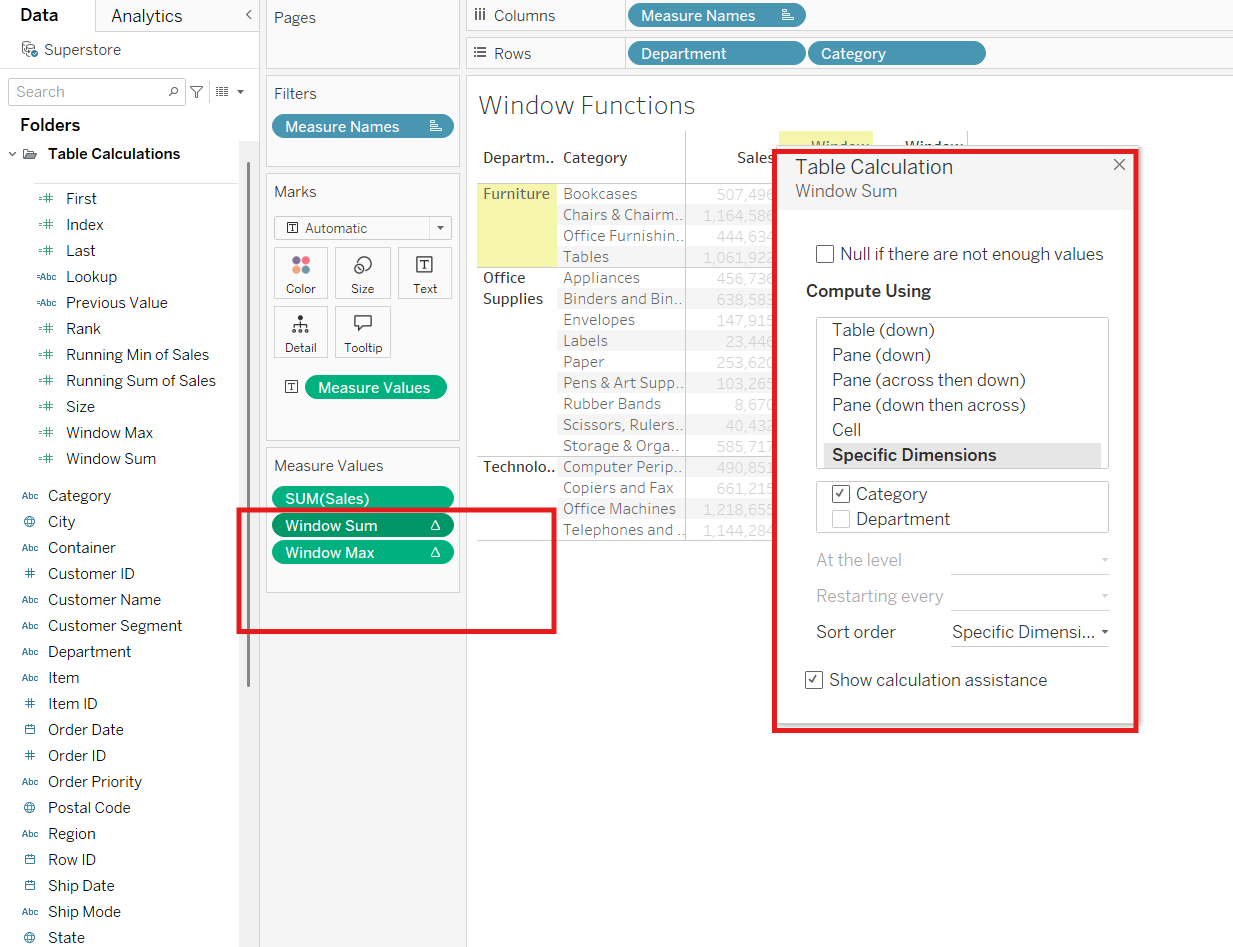 Data
Analytics
Superstore
Search
Folders
Table Calculations
First
Index
Last
Abc Lookup
Abc Previous Value
Rank
Running Min of Sales
Running Sum of Sales
Size
Window Max
Window Sum
Abc Category
City
Abc Container
Customer ID
Abc Customer Name
Abc Customer Segment
Abc Department
Abc Item
Item ID
Order Date
Order ID
Abc Order Priority
Postal Code
Abc Region
Row ID
Ship Date
Abc Ship Mode
State
Pages
Filters
Measure Names
Marks
T Automatic
Color
Size
T Text
Detail
Tooltip
T Measure Values
Measure Values
SUM(Sales)
Window Sum Δ
Window Max Δ
Columns Measure Names
Rows Department Category
Window Functions
Window Window
Departm.. Category Sales
Furniture Bookcases 507,496
Chairs & Chairm.. 1,164,586
Office Furnishin.. 444,634
Tables 1,061,922
Office Supplies Appliances 456,736
Binders and Bin.. 638,583
Envelopes 147,915
Labels 23,446
Paper 253,620
Pens & Art Supp.. 103,265
Rubber Bands 8,670
Scissors, Rulers.. 40,432
Storage & Orga.. 585,717
Technolo.. Computer Perip.. 490,851
Copiers and Fax 661,215
Office Machines 1,218,655
Telephones and .. 1,144,284
Table Calculation
Window Sum
Null if there are not enough values
Compute Using
Table (down)
Pane (down)
Pane (across then down)
Pane (down then across)
Cell
Specific Dimensions
Category
Department
At the level
Restarting every
Sort order Specific Dimensi...
Show calculation assistance